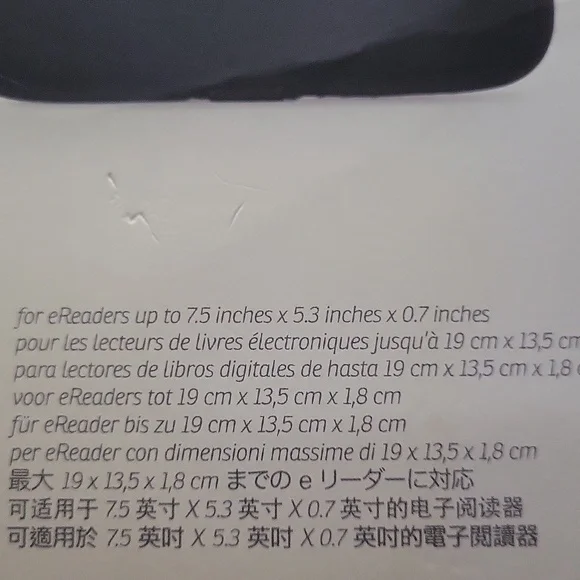 for eReaders up to 7.5 inches x 5.3 inches x 0.7 inches
pour les lecteurs de livres électroniques jusqu'à 19 cm x 13,5 cm
para lectores de libros digitales de hasta 19 cm x 13,5 cm x 1,8
voor eReaders tot 19 cm x 13,5 cm x 1,8 cm
für eReader bis zu 19 cm x 13,5 cm x 1,8 cm
per eReader con dimensioni massime di 19 x 13,5 x 1,8 cm
最大 19 x 13,5 x 1,8 cm までの e リーダーに対応
可适用于 7.5 英寸 X 5.3 英寸 X 0.7 英寸的电子阅读器
可適用於 7.5 英吋 X 5.3 英吋 X 0.7 英吋的電子閱讀器